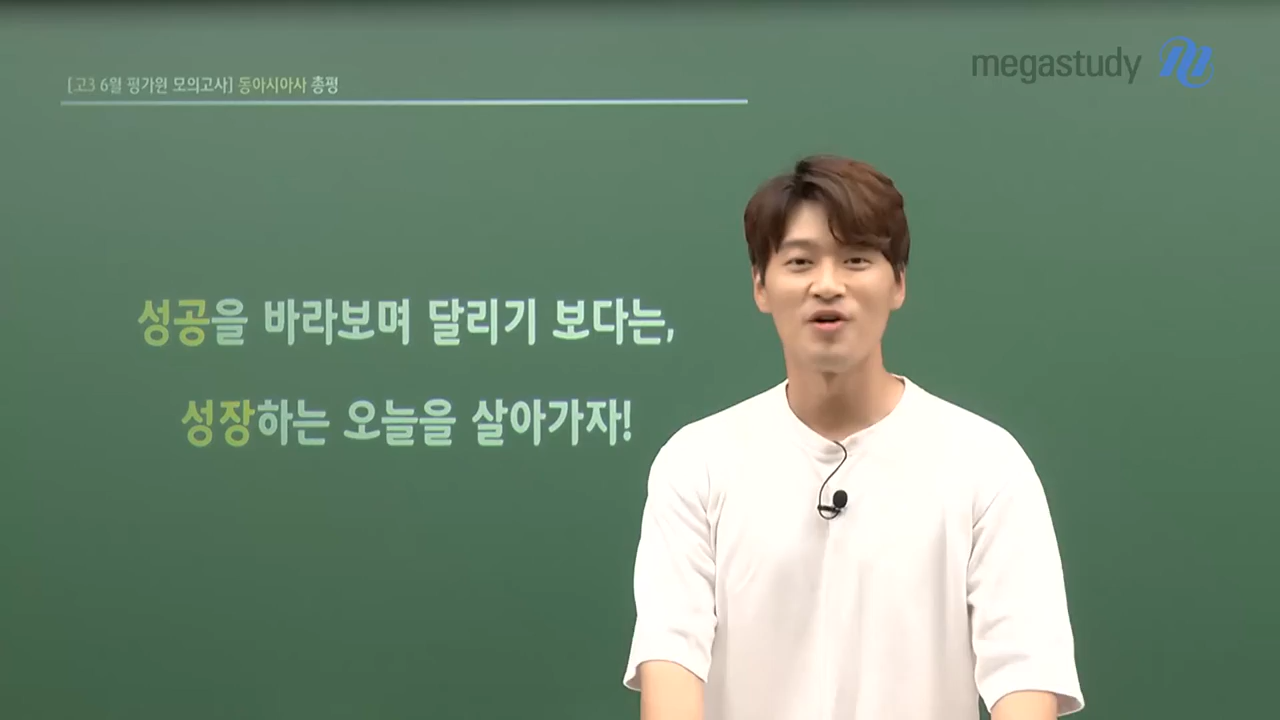 [고3 6월 평가원 모의고사] 동아시아사 총평
megastudy
성공을 바라보며 달리기 보다는,
성장하는 오늘을 살아가자!